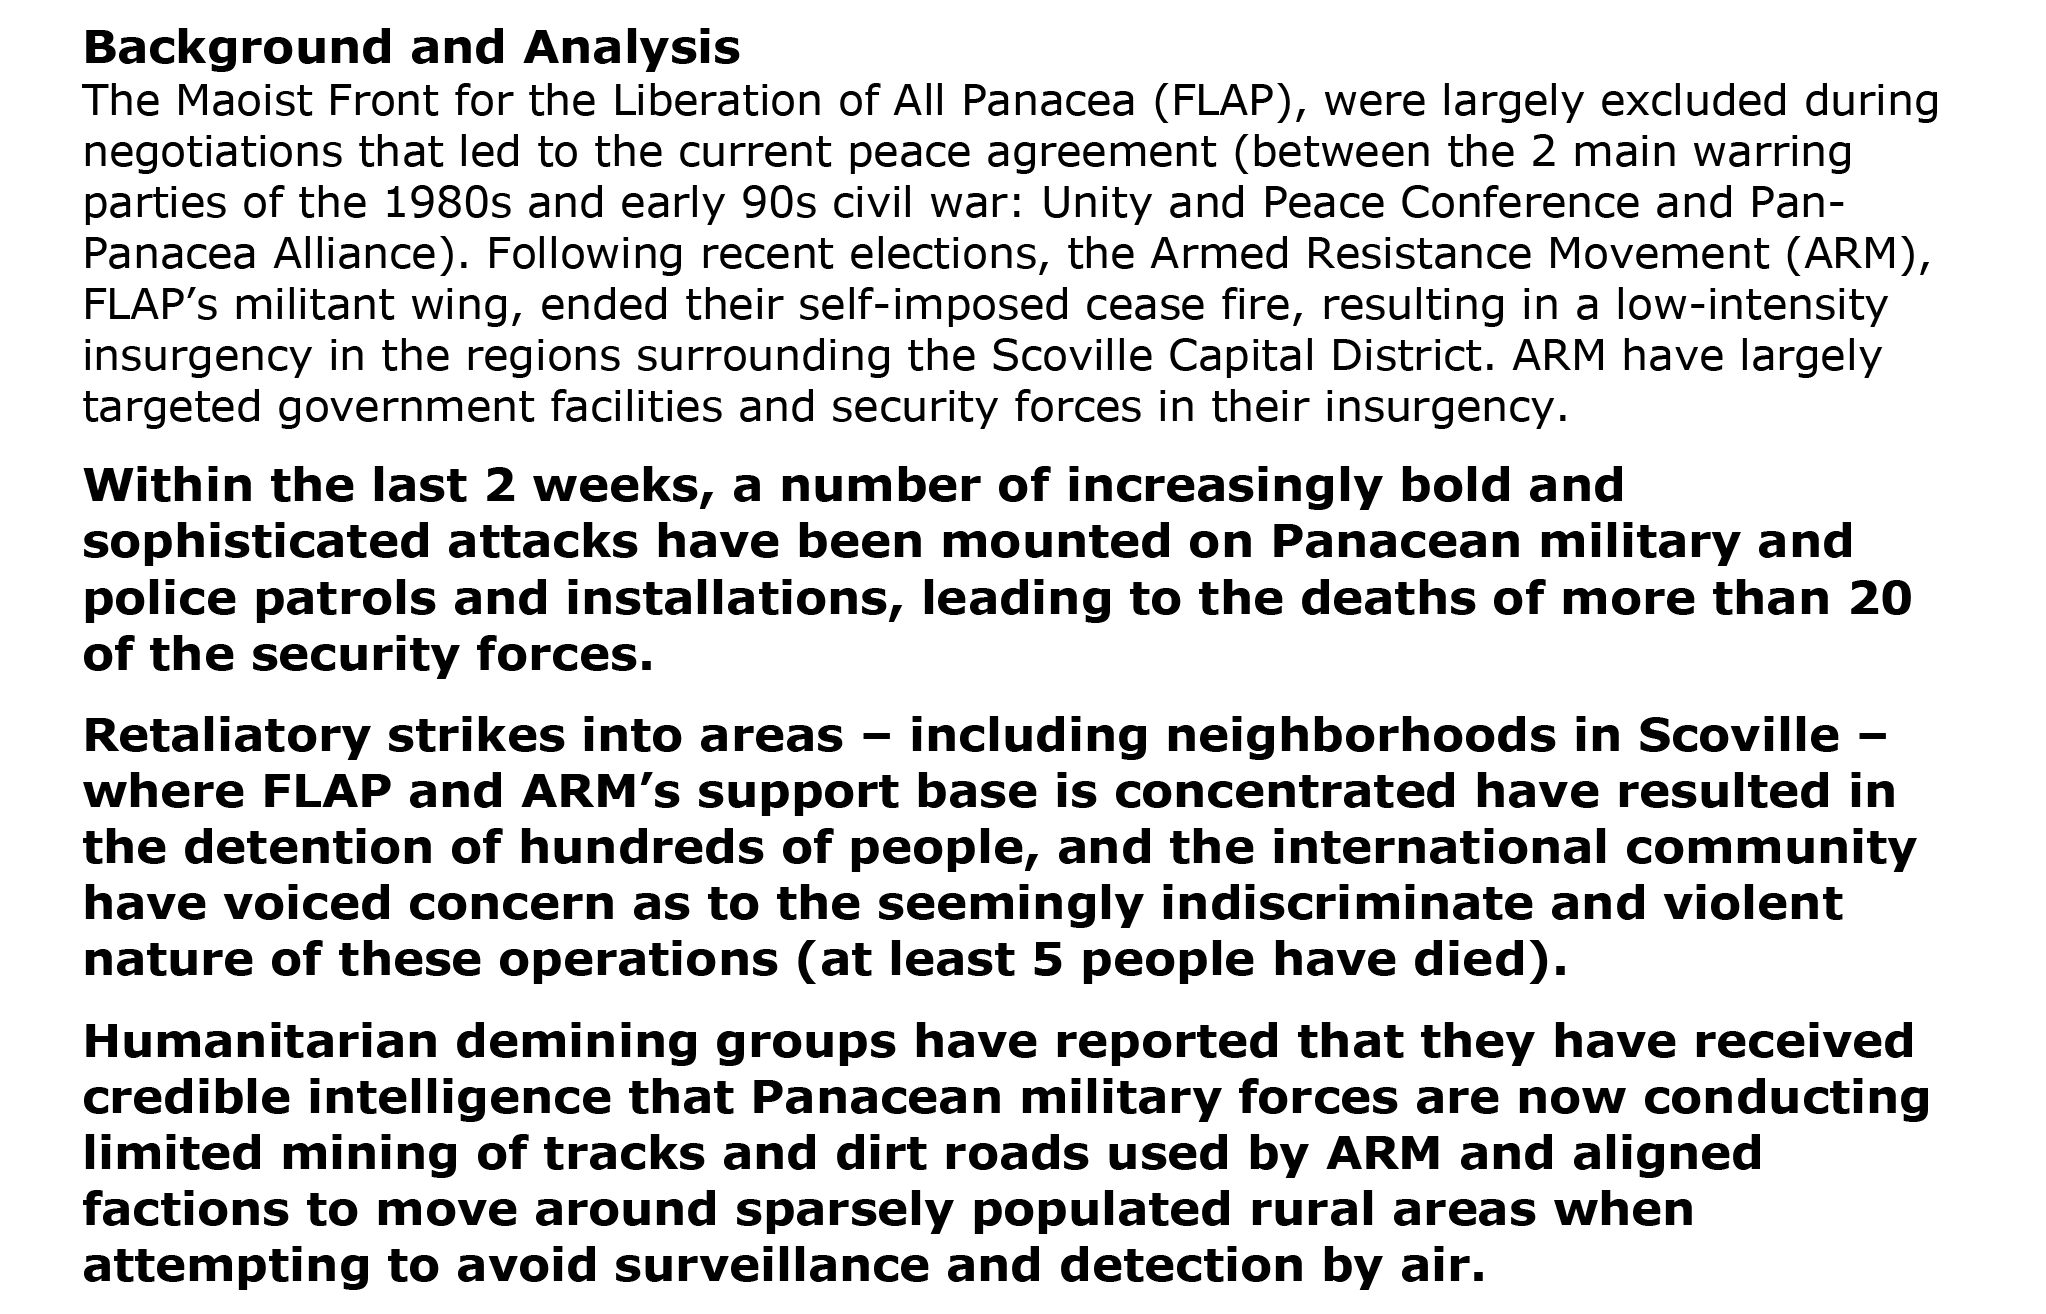 Background and Analysis
The Maoist Front for the Liberation of All Panacea (FLAP), were largely excluded during
negotiations that led to the current peace agreement (between the 2 main warring
parties of the 1980s and early 90s civil war: Unity and Peace Conference and Pan-
Panacea Alliance). Following recent elections, the Armed Resistance Movement (ARM),
FLAP’s militant wing, ended their self-imposed cease fire, resulting in a low-intensity
insurgency in the regions surrounding the Scoville Capital District. ARM have largely
targeted government facilities and security forces in their insurgency.
Within the last 2 weeks, a number of increasingly bold and
sophisticated attacks have been mounted on Panacean military and
police patrols and installations, leading to the deaths of more than 20
of the security forces.
Retaliatory strikes into areas – including neighborhoods in Scoville –
where FLAP and ARM’s support base is concentrated have resulted in
the detention of hundreds of people, and the international community
have voiced concern as to the seemingly indiscriminate and violent
nature of these operations (at least 5 people have died).
Humanitarian demining groups have reported that they have received
credible intelligence that Panacean military forces are now conducting
limited mining of tracks and dirt roads used by ARM and aligned
factions to move around sparsely populated rural areas when
attempting to avoid surveillance and detection by air.